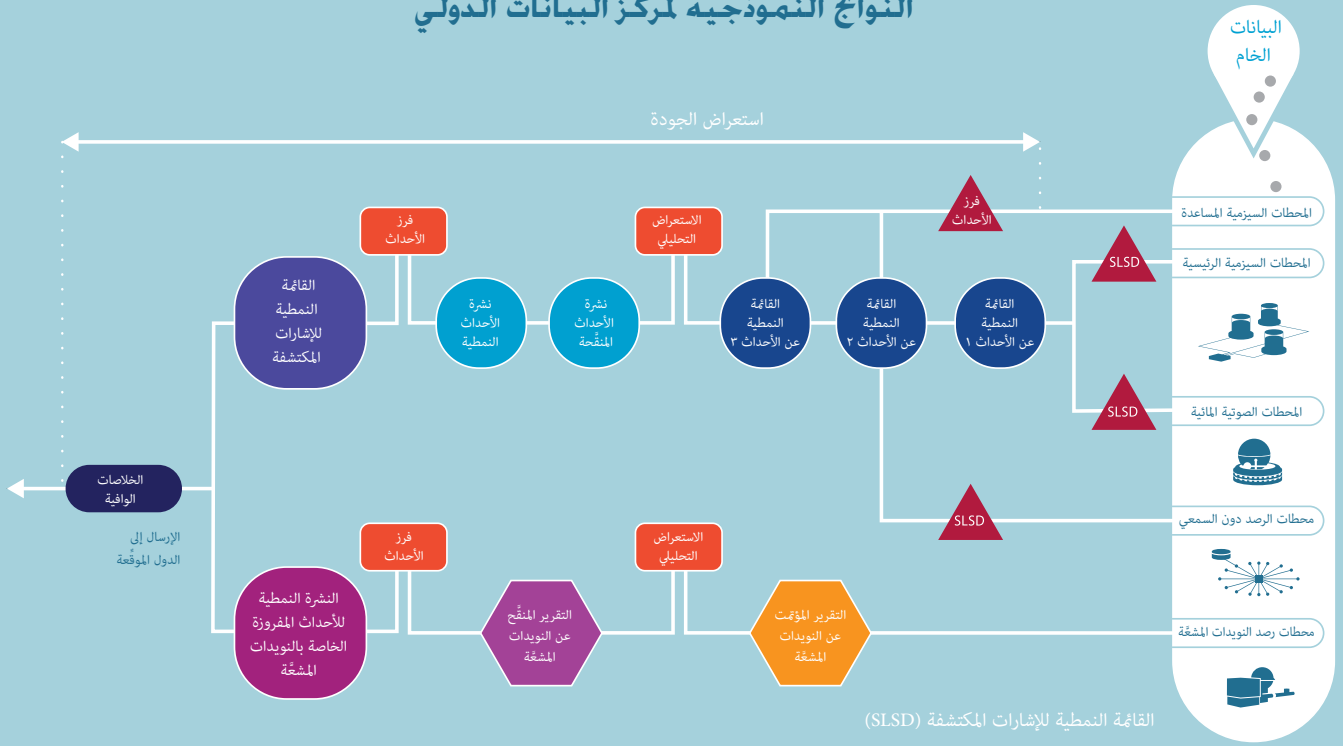 النواتج النموذجية لمركز البيانات الدولي
البيانات
الخام
استعراض الجودة
المحطات السيزمية المساعدة
فرز
الأحداث
المحطات السيزمية الرئيسية
SLSD
المحطات الصوتية المائية
SLSD
محطات الرصد دون السمعي
SLSD
محطات رصد النويدات المشعَّة
القائمة
النمطية
عن الأحداث ١
القائمة
النمطية
عن الأحداث ٢
القائمة
النمطية
عن الأحداث ٣
الاستعراض
التحليلي
نشرة
الأحداث
المنقَّحة
نشرة
الأحداث
النمطية
فرز
الأحداث
القائمة
النمطية
للإشارات
المكتشفة
التقرير المؤتمت
عن النويدات
المشعَّة
الاستعراض
التحليلي
التقرير المنقَّح
عن النويدات
المشعَّة
فرز
الأحداث
النشرة النمطية
للأحداث المفروزة
الخاصة بالنويدات
المشعَّة
الخلاصات
الوافية
الإرسال إلى
الدول الموقِّعة
القائمة النمطية للإشارات المكتشفة (SLSD)